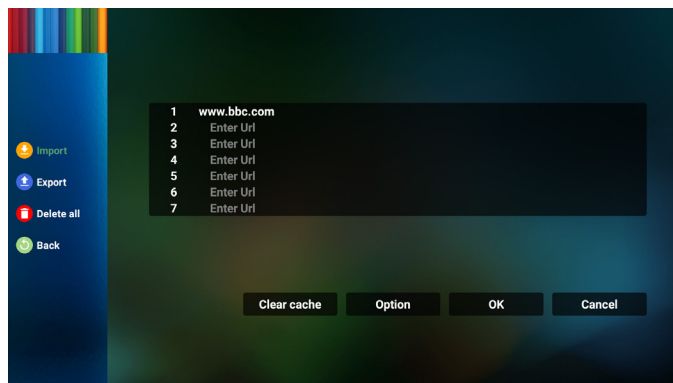 Import
Export
Delete all
Back
1 www.bbc.com
2 Enter Url
3 Enter Url
4 Enter Url
5 Enter Url
6 Enter Url
7 Enter Url
Clear cache Option OK Cancel